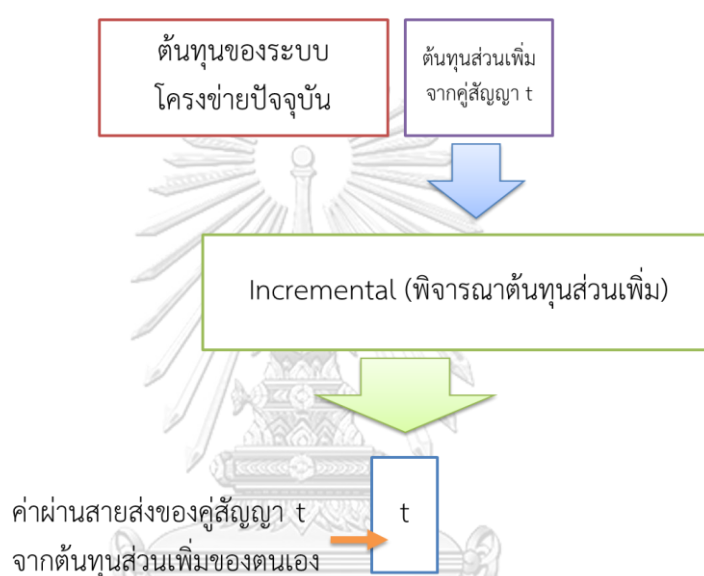 ต้นทุนของระบบ
โครงข่ายปัจจุบัน
ต้นทุนส่วนเพิ่ม
จากคู่สัญญา t
Incremental (พิจารณาต้นทุนส่วนเพิ่ม)
ค่าผ่านสายส่งของคู่สัญญา t
จากต้นทุนส่วนเพิ่มของตนเอง
t